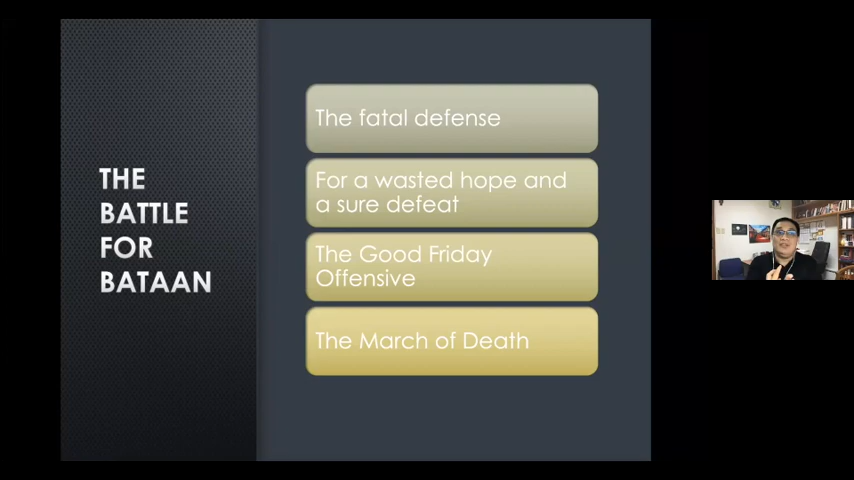 THE
BATTLE
FOR
BATAAN
The fatal defense
For a wasted hope and
a sure defeat
The Good Friday
Offensive
The March of Death